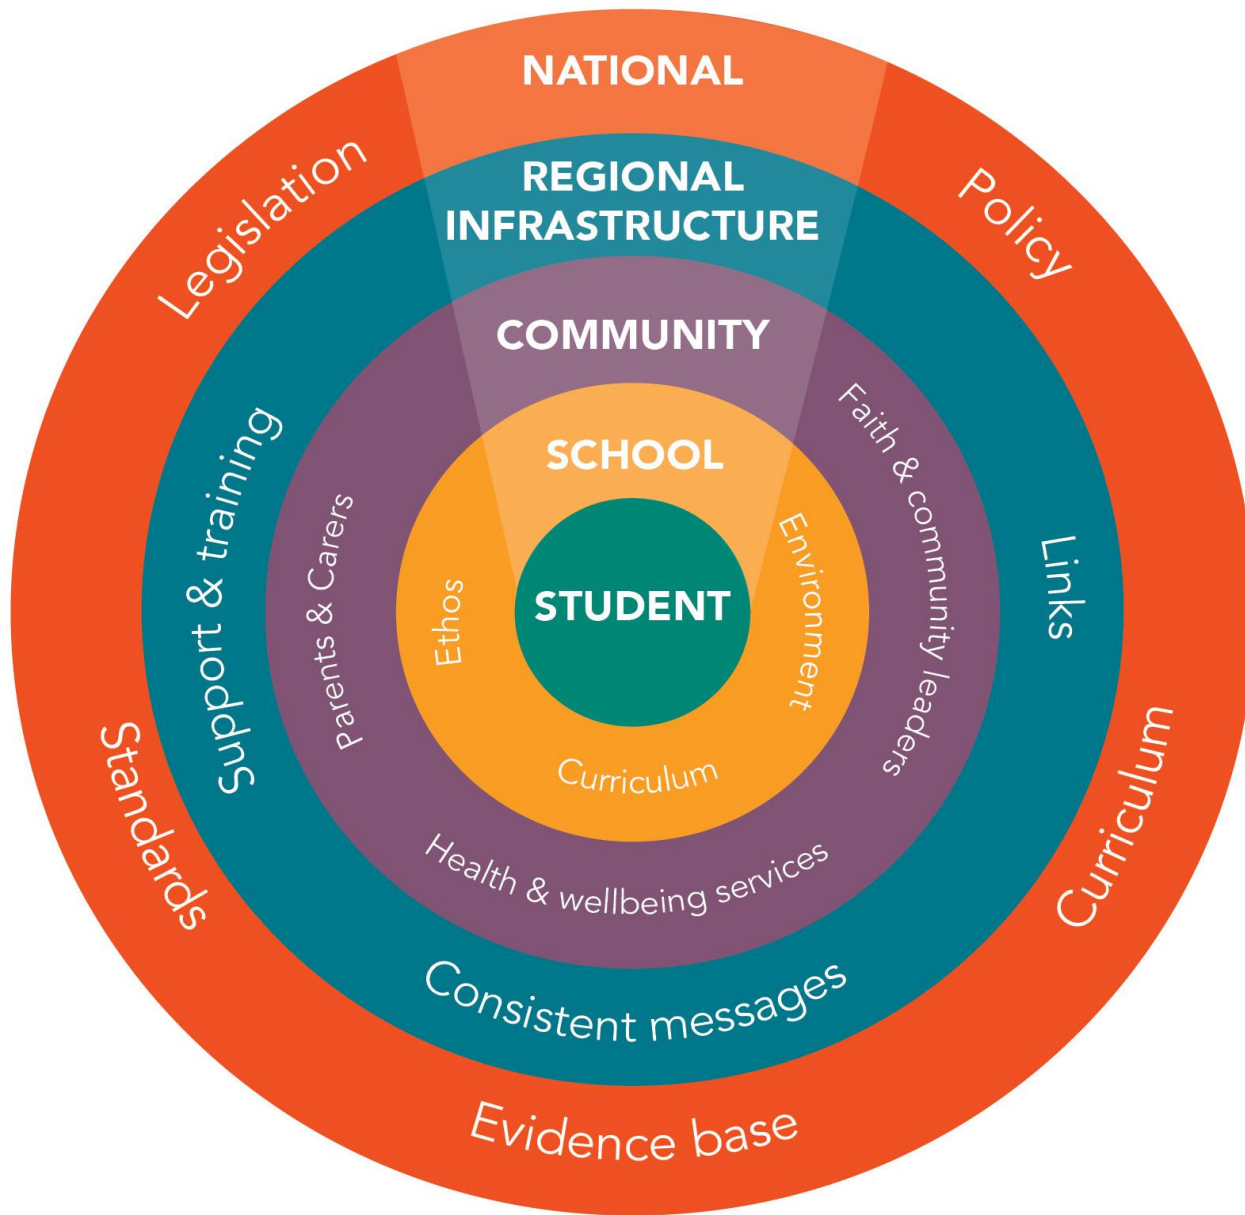 NATIONAL
Legislation
Policy
Standards
Curriculum
Evidence base
REGIONAL
INFRASTRUCTURE
Support & training
Links
Consistent messages
COMMUNITY
Parents & Carers
Faith & community leaders
Health & wellbeing services
SCHOOL
Ethos
Environment
Curriculum
STUDENT